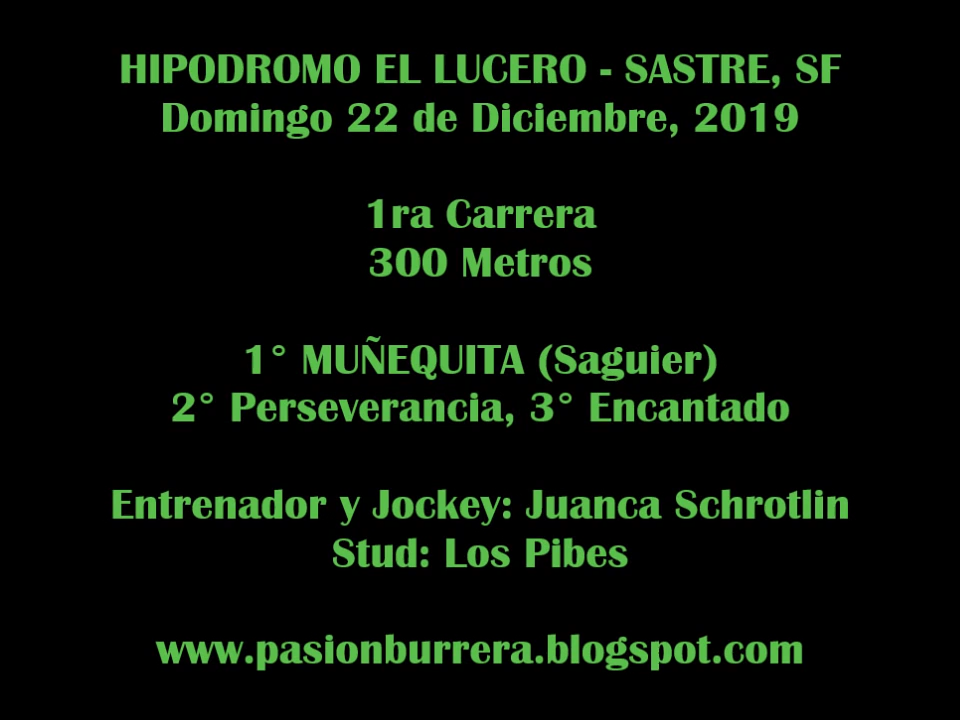 HIPODROMO EL LUCERO - SASTRE, SF
Domingo 22 de Diciembre, 2019
1ra Carrera
300 Metros
1° MUÑEQUITA (Saguier)
2° Perseverancia, 3° Encantado
Entrenador y Jockey: Juanca Schrotlin
Stud: Los Pibes
www.pasionburrera.blogspot.com